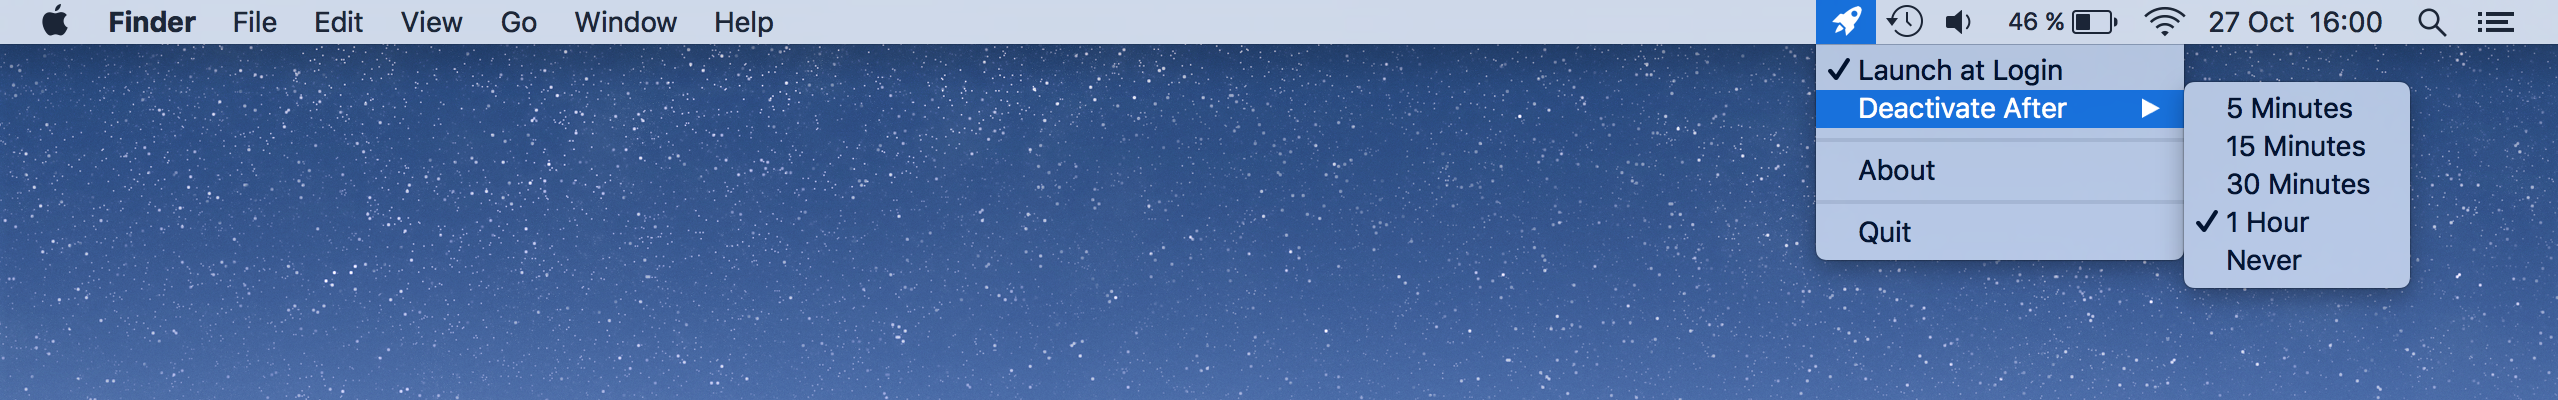 Finder File Edit View Go Window Help 46 % 27 Oct 16:00
Launch at Login
Deactivate After
About
Quit
5 Minutes
15 Minutes
30 Minutes
1 Hour
Never